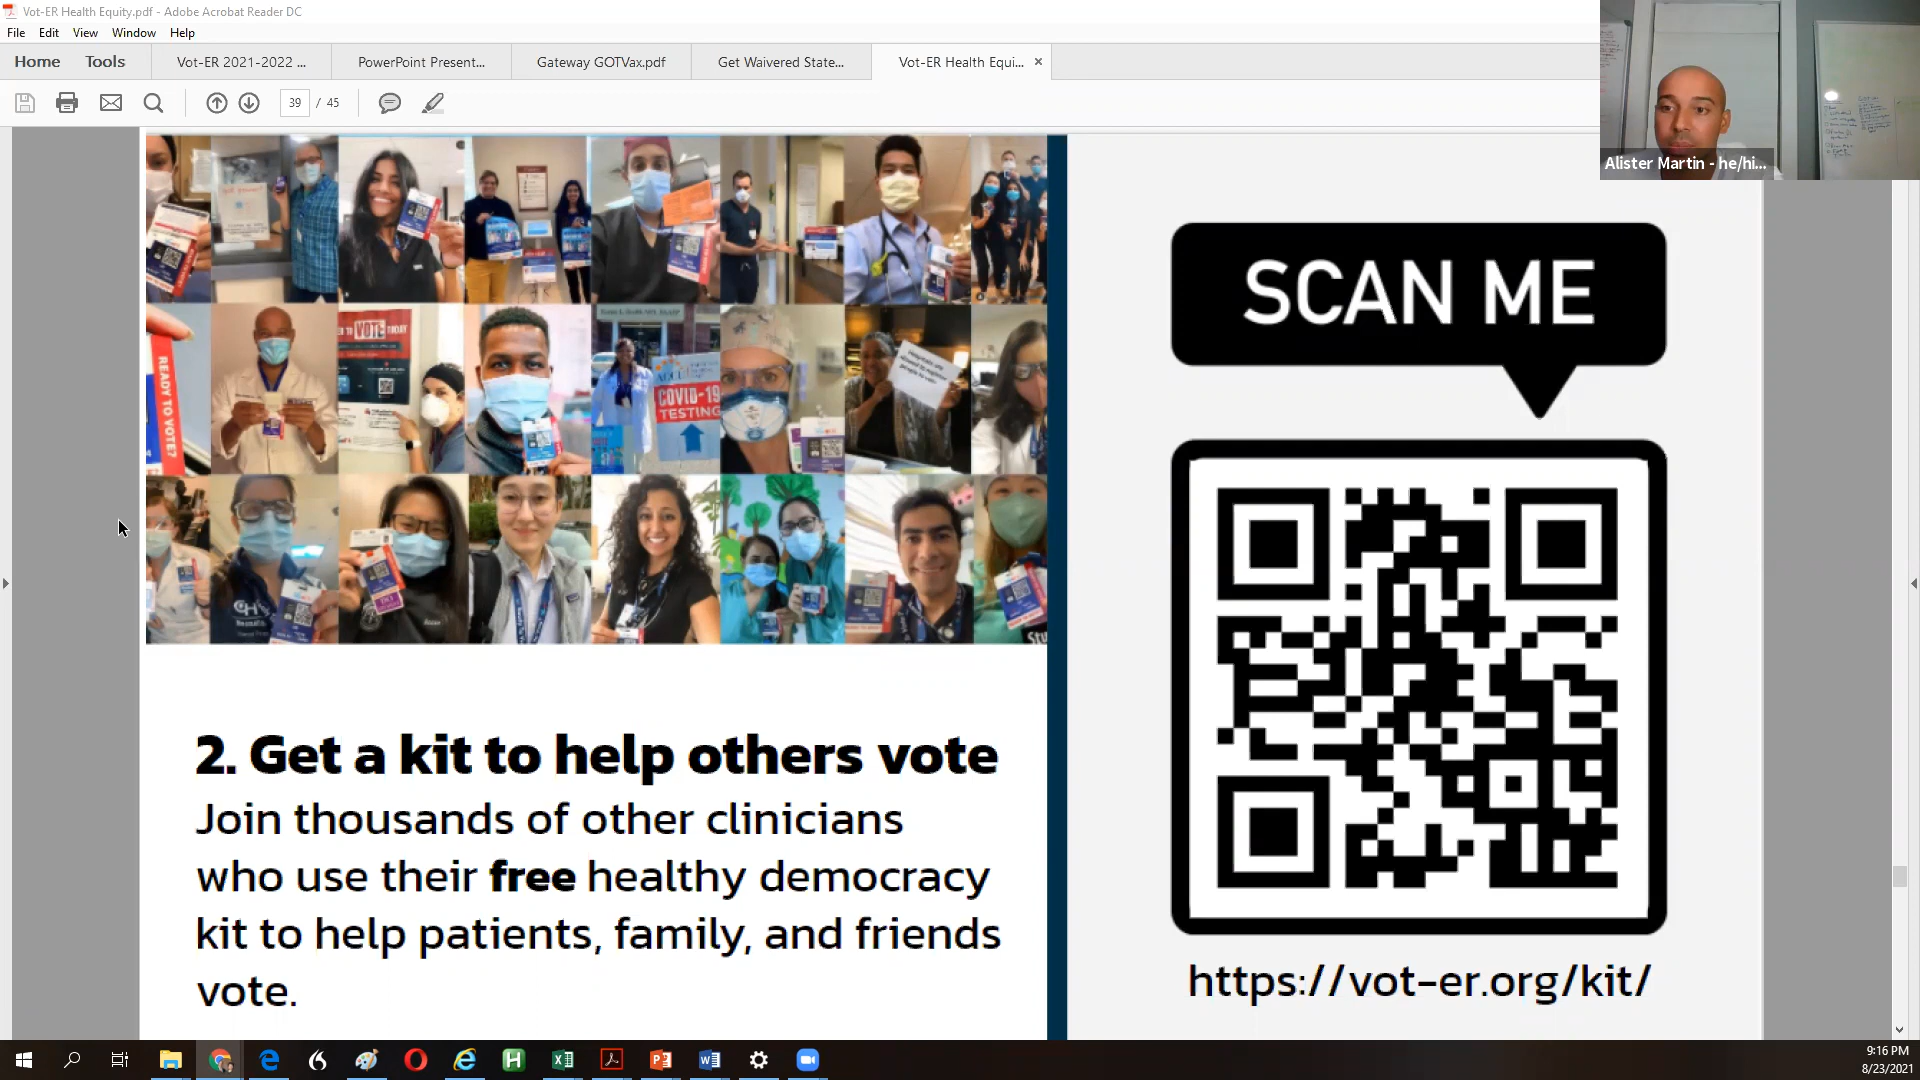 Vot-ER Health Equity.pdf - Adobe Acrobat Reader DC
File Edit View Window Help
Home Tools Vot-ER 2021-2022 ... PowerPoint Present... Gateway GOTVax.pdf Get Waivered State... Vot-ER Health Equi... ×
39 / 45
Alister Martin - he/hi...
VOTE TODAY
READY TO VOTE?
COVID-19
TESTING
SCAN ME
2. Get a kit to help others vote
Join thousands of other clinicians
who use their free healthy democracy
kit to help patients, family, and friends
vote.
https://vot-er.org/kit/
9:16 PM
8/23/2021